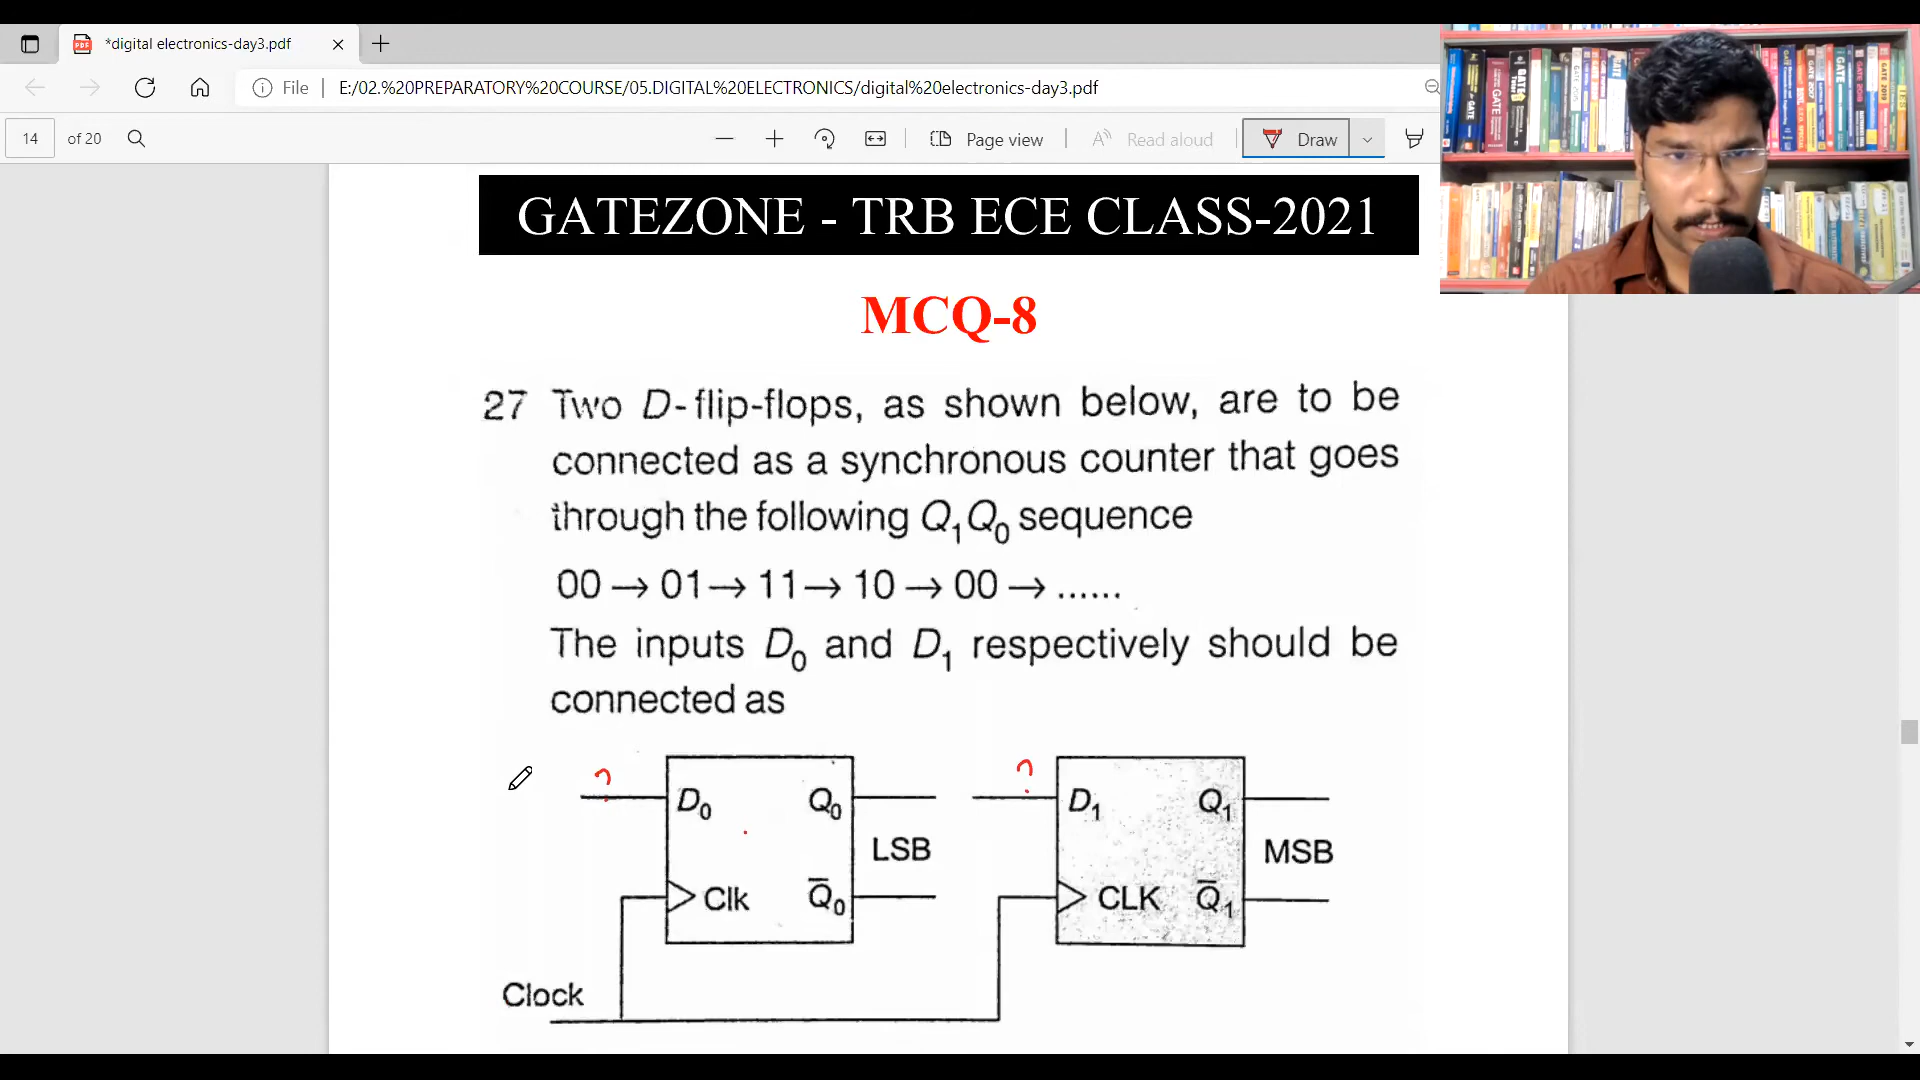 *digital electronics-day3.pdf
File E:/02.%20PREPARATORY%20COURSE/05.DIGITAL%20ELECTRONICS/digital%20electronics-day3.pdf
14 of 20 Page view Read aloud Draw
GATEZONE - TRB ECE CLASS-2021
MCQ-8
27 Two D-flip-flops, as shown below, are to be
connected as a synchronous counter that goes
through the following Q₁Q₀ sequence
00 → 01 → 11 → 10 → 00 → ......
The inputs D₀ and D₁ respectively should be
connected as
? ?
D₀ Q₀ D₁ Q₁
LSB MSB
Clk Q̅₀ CLK Q̅₁
Clock